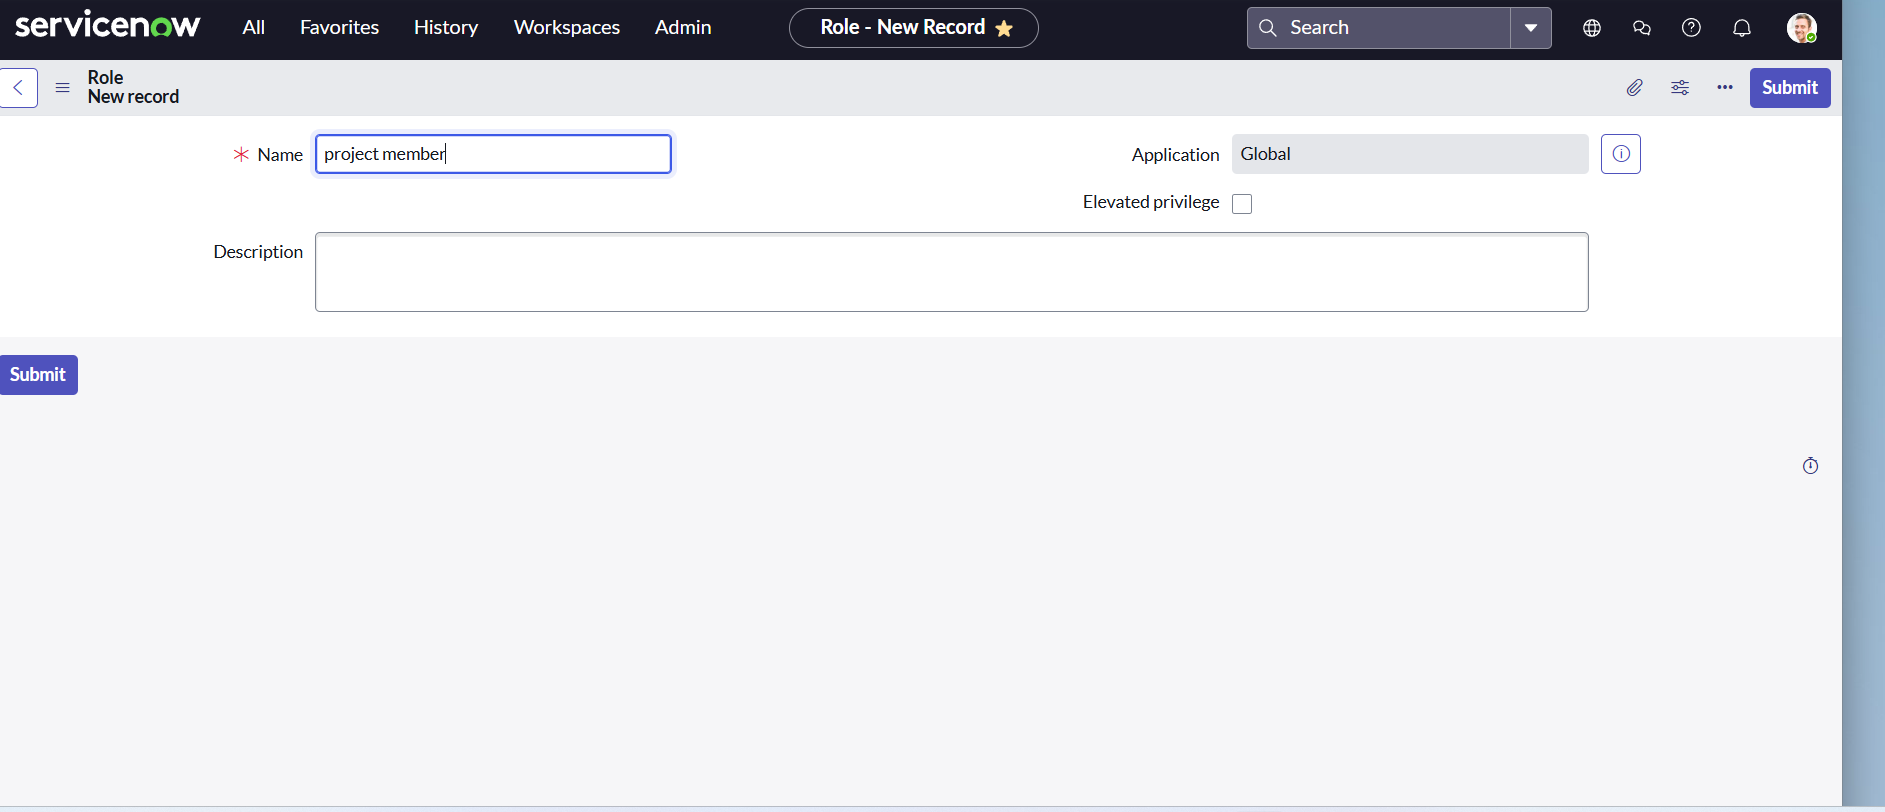 servicenow All Favorites History Workspaces Admin Role - New Record Search
Role
New record
Submit
Name project member Application Global
Elevated privilege
Description
Submit